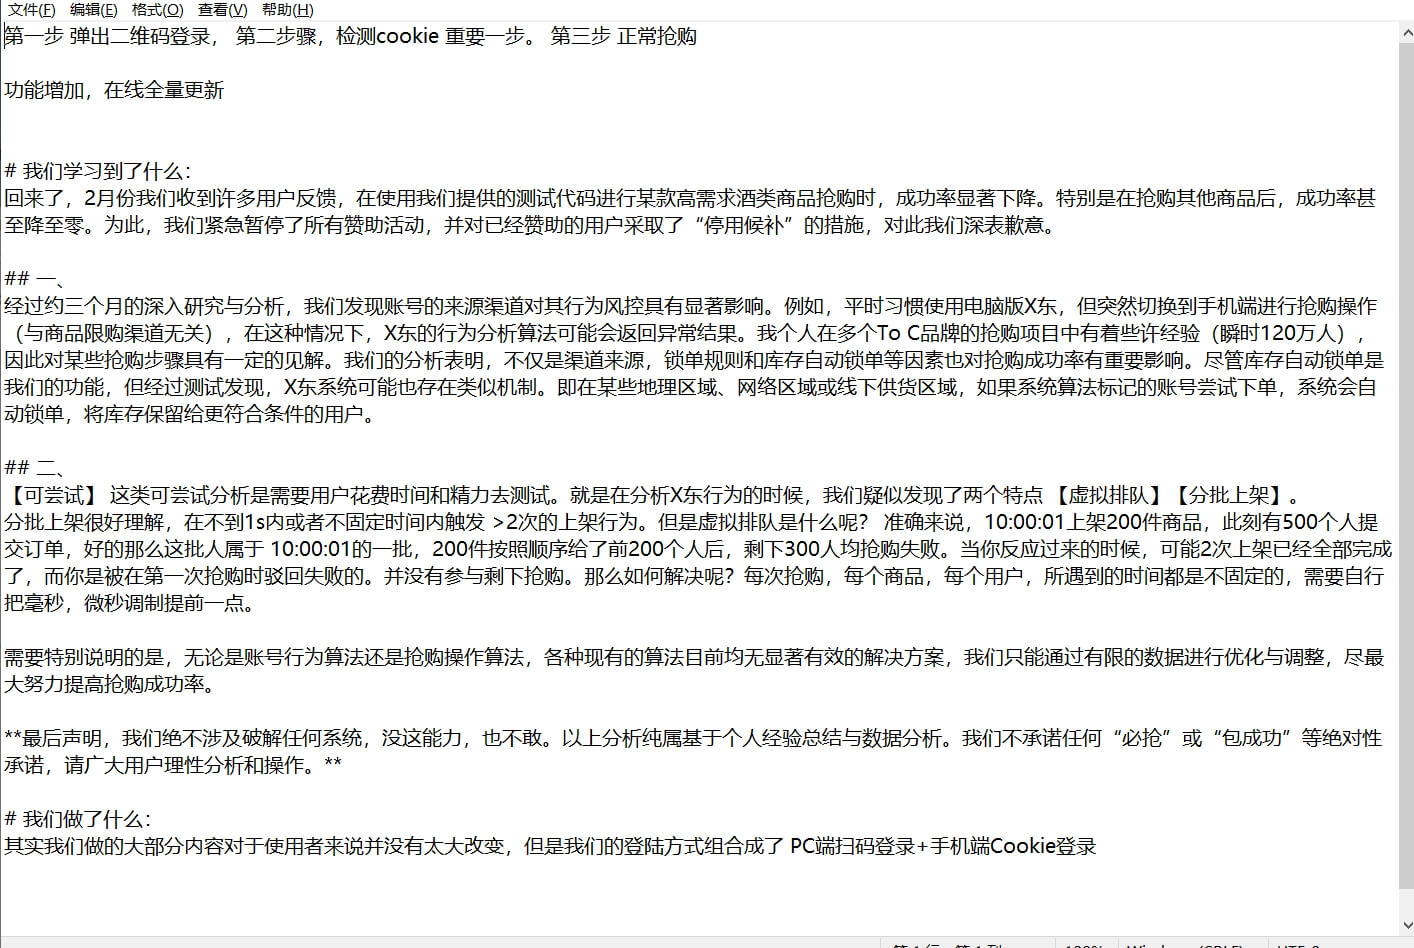 文件(F) 编辑(E) 格式(O) 查看(V) 帮助(H)
第一步 弹出二维码登录， 第二步骤，检测cookie 重要一步。 第三步 正常抢购
功能增加，在线全量更新
# 我们学习到了什么：
回来了，2月份我们收到许多用户反馈，在使用我们提供的测试代码进行某款高需求酒类商品抢购时，成功率显著下降。特别是在抢购其他商品后，成功率甚
至降至零。为此，我们紧急暂停了所有赞助活动，并对已经赞助的用户采取了“停用候补”的措施，对此我们深表歉意。
## 一、
经过约三个月的深入研究与分析，我们发现账号的来源渠道对其行为风控具有显著影响。例如，平时习惯使用电脑版X东，但突然切换到手机端进行抢购操作
（与商品限购渠道无关），在这种情况下，X东的行为分析算法可能会返回异常结果。我个人在多个To C品牌的抢购项目中有着些许经验（瞬时120万人），
因此对某些抢购步骤具有一定的见解。我们的分析表明，不仅是渠道来源，锁单规则和库存自动锁单等因素也对抢购成功率有重要影响。尽管库存自动锁单是
我们的功能，但经过测试发现，X东系统可能也存在类似机制。即在某些地理区域、网络区域或线下供货区域，如果系统算法标记的账号尝试下单，系统会自
动锁单，将库存保留给更符合条件的用户。
## 二、
【可尝试】 这类可尝试分析是需要用户花费时间和精力去测试。就是在分析X东行为的时候，我们疑似发现了两个特点 【虚拟排队】【分批上架】。
分批上架很好理解，在不到1s内或者不固定时间内触发 >2次的上架行为。但是虚拟排队是什么呢？ 准确来说，10:00:01上架200件商品，此刻有500个人提
交订单，好的那么这批人属于 10:00:01的一批，200件按照顺序给了前200个人后，剩下300人均抢购失败。当你反应过来的时候，可能2次上架已经全部完成
了，而你是被在第一次抢购时驳回失败的。并没有参与剩下抢购。那么如何解决呢？每次抢购，每个商品，每个用户，所遇到的时间都是不固定的，需要自行
把毫秒，微秒调制提前一点。
需要特别说明的是，无论是账号行为算法还是抢购操作算法，各种现有的算法目前均无显著有效的解决方案，我们只能通过有限的数据进行优化与调整，尽最
大努力提高抢购成功率。
**最后声明，我们绝不涉及破解任何系统，没这能力，也不敢。以上分析纯属基于个人经验总结与数据分析。我们不承诺任何“必抢”或“包成功”等绝对性
承诺，请广大用户理性分析和操作。**
# 我们做了什么：
其实我们做的大部分内容对于使用者来说并没有太大改变，但是我们的登陆方式组合成了 PC端扫码登录+手机端Cookie登录